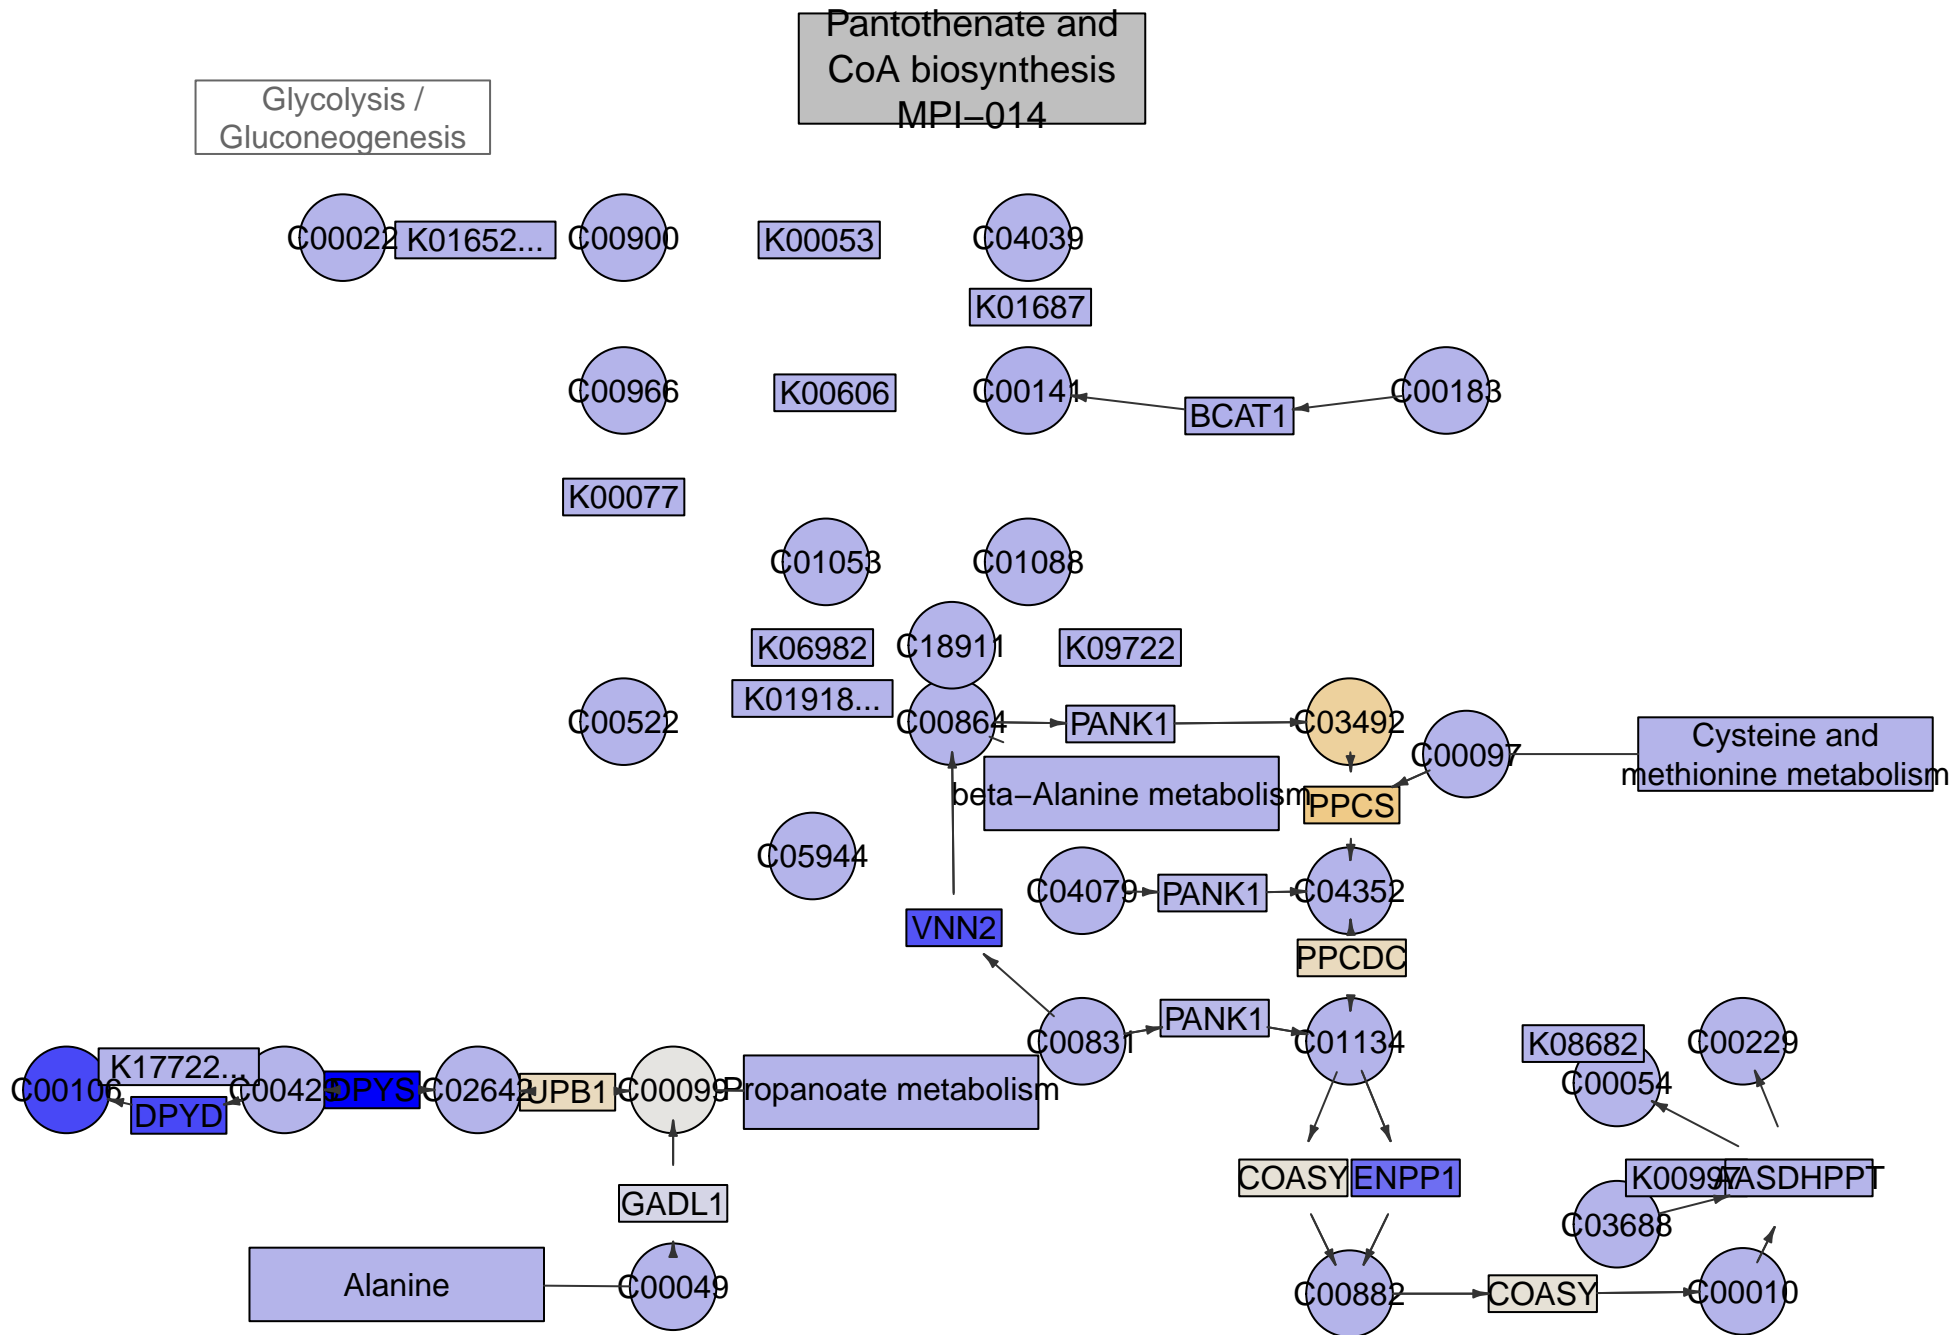 Pantothenate and
CoA biosynthesis
MPI−014
Glycolysis /
Gluconeogenesis
C00022
K01652...
C00900
K00053
C04039
K01687
C00966
K00606
C00141
BCAT1
C00183
K00077
C01053
C01088
K06982
C18911
K09722
K01918...
C00522
C00864
PANK1
C03492
C00097
Cysteine and
methionine metabolism
beta−Alanine metabolism
PPCS
C05944
C04079
PANK1
C04352
VNN2
PPCDC
C00831
PANK1
C01134
K08682
C00229
C00054
C00106
K17722...
DPYD
C00429
DPYS
C02642
UPB1
C00099
Propanoate metabolism
COASY
ENPP1
K00997
AASDHPPT
GADL1
C03688
Alanine
C00049
C00882
COASY
C00010